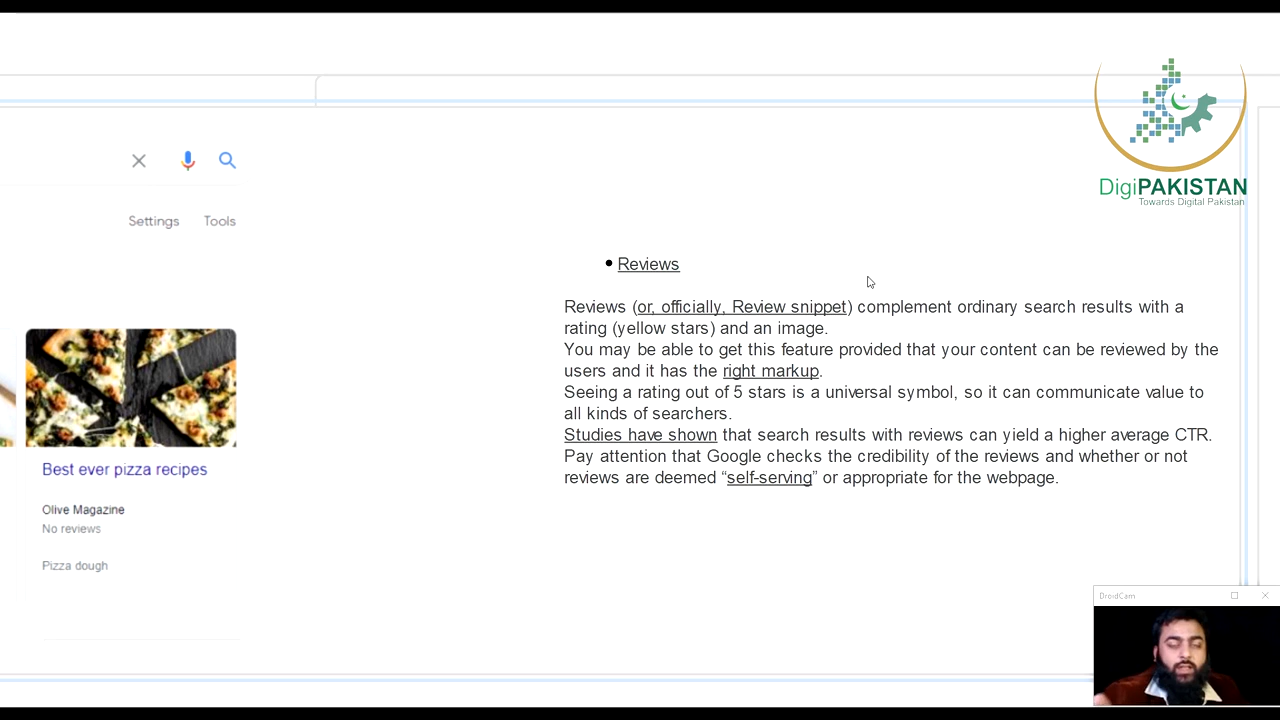 DigiPAKISTAN
Towards Digital Pakistan
Settings Tools
Best ever pizza recipes
Olive Magazine
No reviews
Pizza dough
• Reviews
Reviews (or, officially, Review snippet) complement ordinary search results with a
rating (yellow stars) and an image.
You may be able to get this feature provided that your content can be reviewed by the
users and it has the right markup.
Seeing a rating out of 5 stars is a universal symbol, so it can communicate value to
all kinds of searchers.
Studies have shown that search results with reviews can yield a higher average CTR.
Pay attention that Google checks the credibility of the reviews and whether or not
reviews are deemed “self-serving” or appropriate for the webpage.
DroidCam